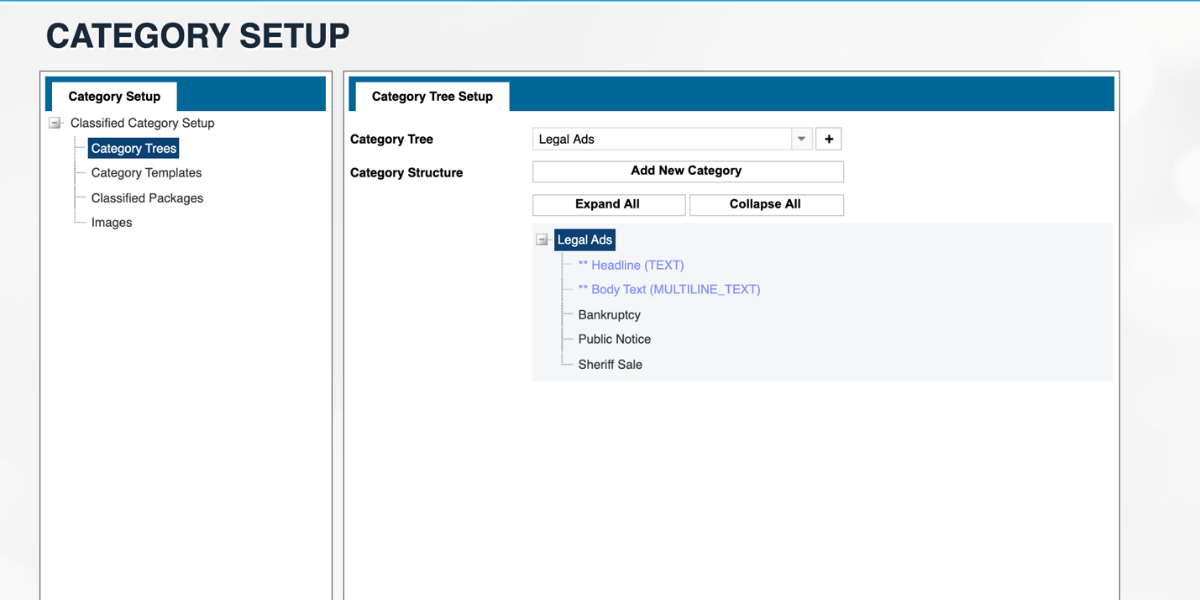 CATEGORY SETUP
Category Setup
Classified Category Setup
Category Trees
Category Templates
Classified Packages
Images
Category Tree Setup
Category Tree
Legal Ads
+
Category Structure
Add New Category
Expand All
Collapse All
Legal Ads
** Headline (TEXT)
** Body Text (MULTILINE_TEXT)
Bankruptcy
Public Notice
Sheriff Sale